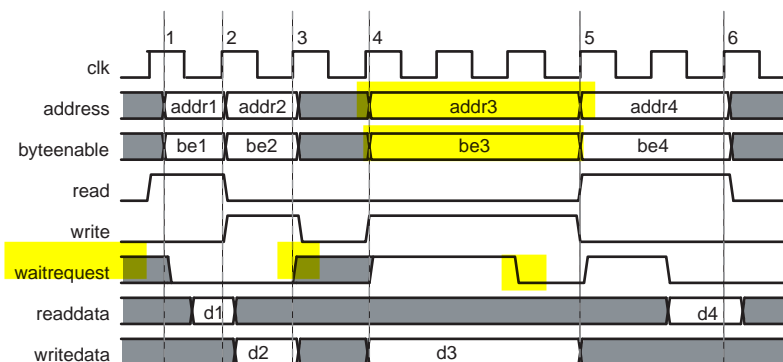 1 2 3 4 5 6
clk
address addr1 addr2 addr3 addr4
byteenable be1 be2 be3 be4
read
write
waitrequest
readdata d1 d4
writedata d2 d3